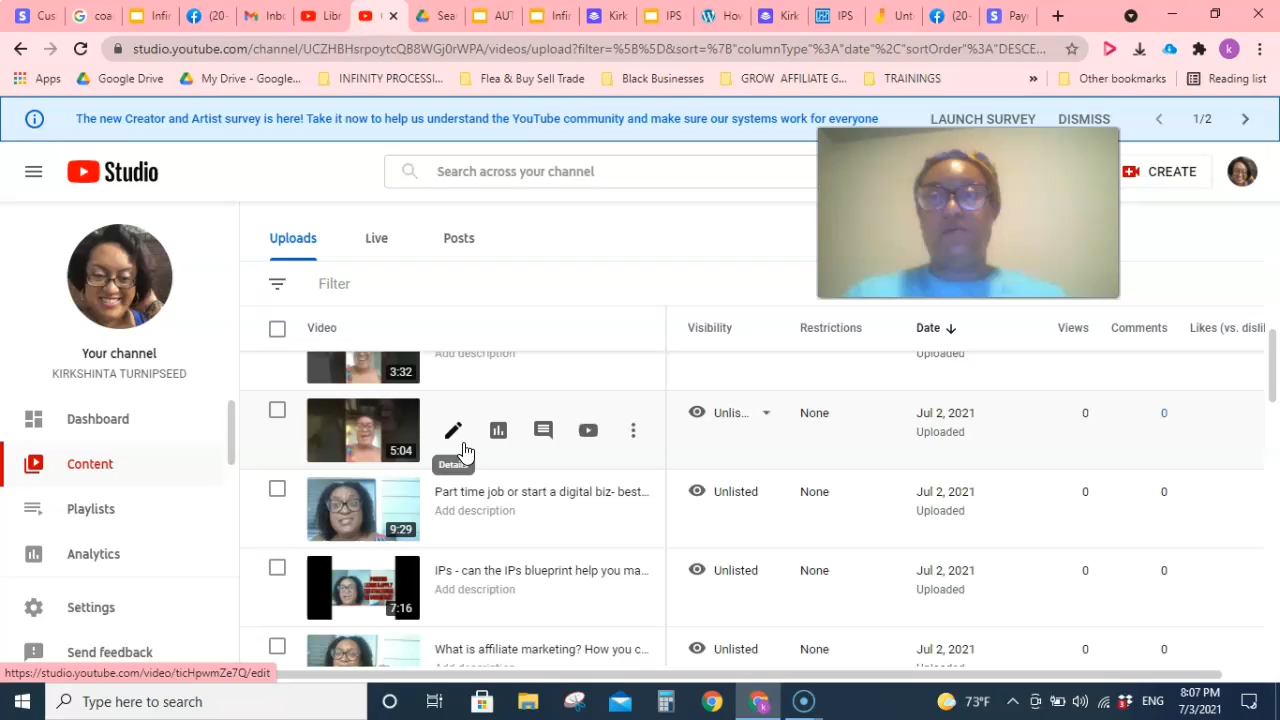 (20-
coa
Infir
(20-
Inb
Libr
Sea
AUT
Infir
Kirk
IPS
Hov
Kirk
IPS
Unt
(20-
Pay
studio.youtube.com/channel/UCZHBHsrpoytcQB8WGj0rWPA/videos/upload?filter=%5B%5D&sort=%7B"columnType"%3A"date"%2C"sortOrder"%3A"DESCE...
k
Apps Google Drive My Drive - Google... INFINITY PROCESSI... Flea & Buy Sell Trade Black Businesses GROW AFFILIATE G... TRAININGS » Other bookmarks Reading list
The new Creator and Artist survey is here! Take it now to help us understand the YouTube community and make sure our systems work for everyone LAUNCH SURVEY DISMISS 1/2
Studio Search across your channel CREATE
Uploads Live Posts
Filter
Video Visibility Restrictions Date Views Comments Likes (vs. disli
Your channel
KIRKSHINTA TURNIPSEED
Dashboard
Content
Playlists
Analytics
Settings
Send feedback
3:32 Add description Uploaded
5:04 Unlis... None Jul 2, 2021 0 0
Uploaded
Details
Part time job or start a digital biz- best... Unlisted None Jul 2, 2021 0 0
9:29 Add description Uploaded
IPs - can the IPs blueprint help you ma... Unlisted None Jul 2, 2021 0 0
7:16 Add description Uploaded
What is affiliate marketing? How you c... Unlisted None Jul 2, 2021 0 0
https://studio.youtube.com/video/ticHpwmZe7Q/edit
Type here to search 73°F ENG 8:07 PM
7/3/2021